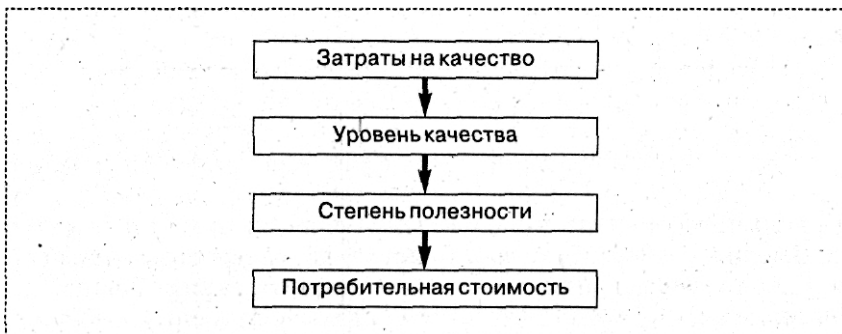 Затраты на качество
Уровень качества
Степень полезности
Потребительная стоимость